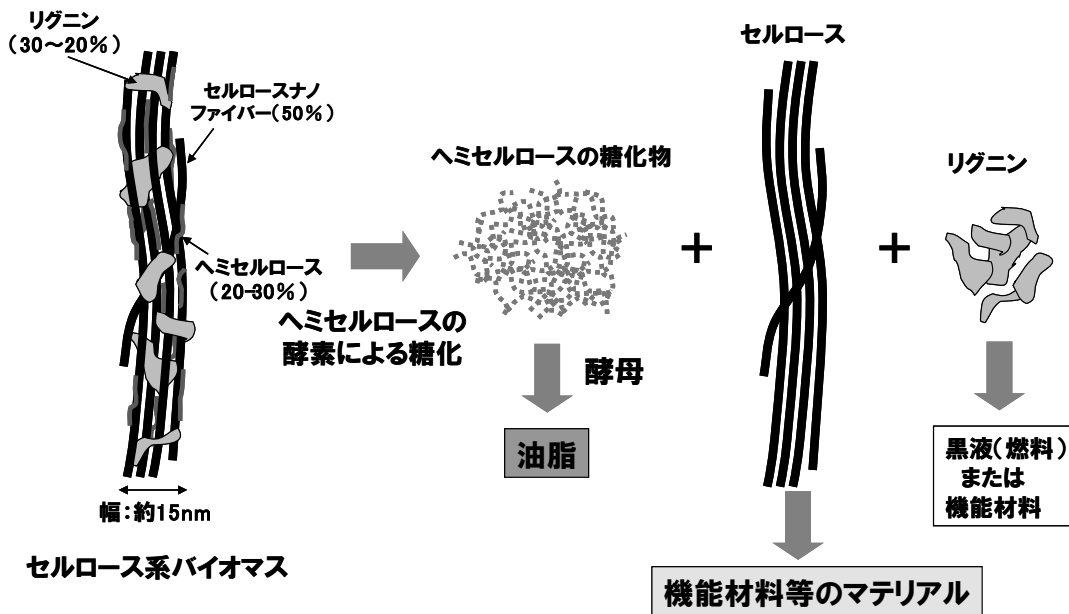 リグニン
（30～20％）
セルロースナノ
ファイバー（50％）
ヘミセルロース
（20-30％）
幅：約15nm
セルロース系バイオマス
ヘミセルロースの
酵素による糖化
ヘミセルロースの糖化物
酵母
油脂
＋
セルロース
機能材料等のマテリアル
＋
リグニン
黒液（燃料）
または
機能材料